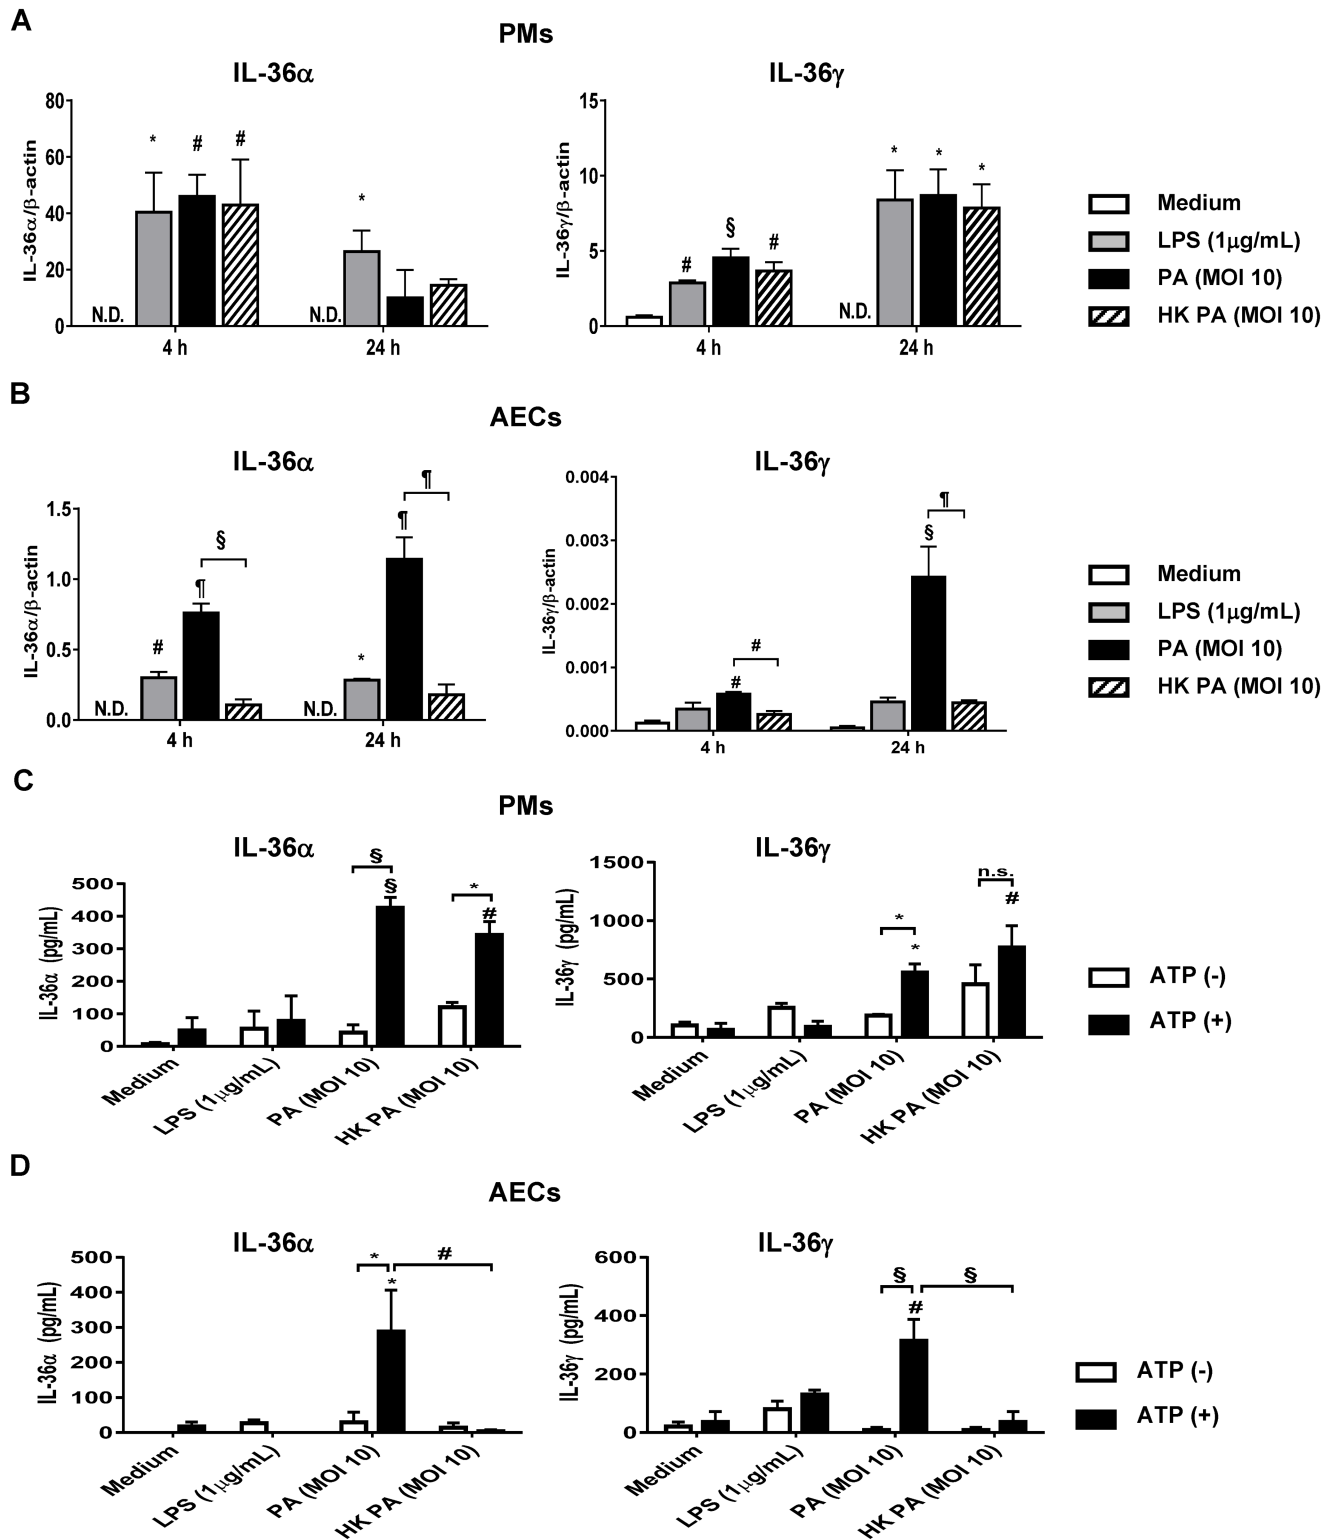 A
PMs
IL-36α
IL-36γ
80
60
40
20
0
IL-36α/β-actin
N.D.
*
#
#
N.D.
*
4 h
24 h
15
10
5
0
IL-36γ/β-actin
#
§
#
N.D.
*
*
*
4 h
24 h
Medium
LPS (1μg/mL)
PA (MOI 10)
HK PA (MOI 10)
B
AECs
IL-36α
IL-36γ
1.5
1.0
0.5
0.0
IL-36α/β-actin
N.D.
#
¶
§
N.D.
*
¶
¶
4 h
24 h
0.004
0.003
0.002
0.001
0.000
IL-36γ/β-actin
#
#
§
¶
4 h
24 h
Medium
LPS (1μg/mL)
PA (MOI 10)
HK PA (MOI 10)
C
PMs
IL-36α
IL-36γ
500
400
300
200
100
0
IL-36α (pg/mL)
§
§
*
#
Medium
LPS (1μg/mL)
PA (MOI 10)
HK PA (MOI 10)
1500
1000
500
0
IL-36γ (pg/mL)
*
*
n.s.
#
Medium
LPS (1μg/mL)
PA (MOI 10)
HK PA (MOI 10)
ATP (-)
ATP (+)
D
AECs
IL-36α
IL-36γ
500
400
300
200
100
0
IL-36α (pg/mL)
*
*
#
Medium
LPS (1μg/mL)
PA (MOI 10)
HK PA (MOI 10)
600
400
200
0
IL-36γ (pg/mL)
§
#
§
Medium
LPS (1μg/mL)
PA (MOI 10)
HK PA (MOI 10)
ATP (-)
ATP (+)